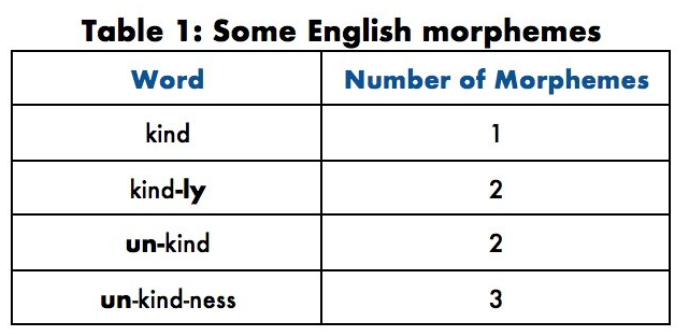 Table 1: Some English morphemes
Word Number of Morphemes
kind 1
kind-ly 2
un-kind 2
un-kind-ness 3